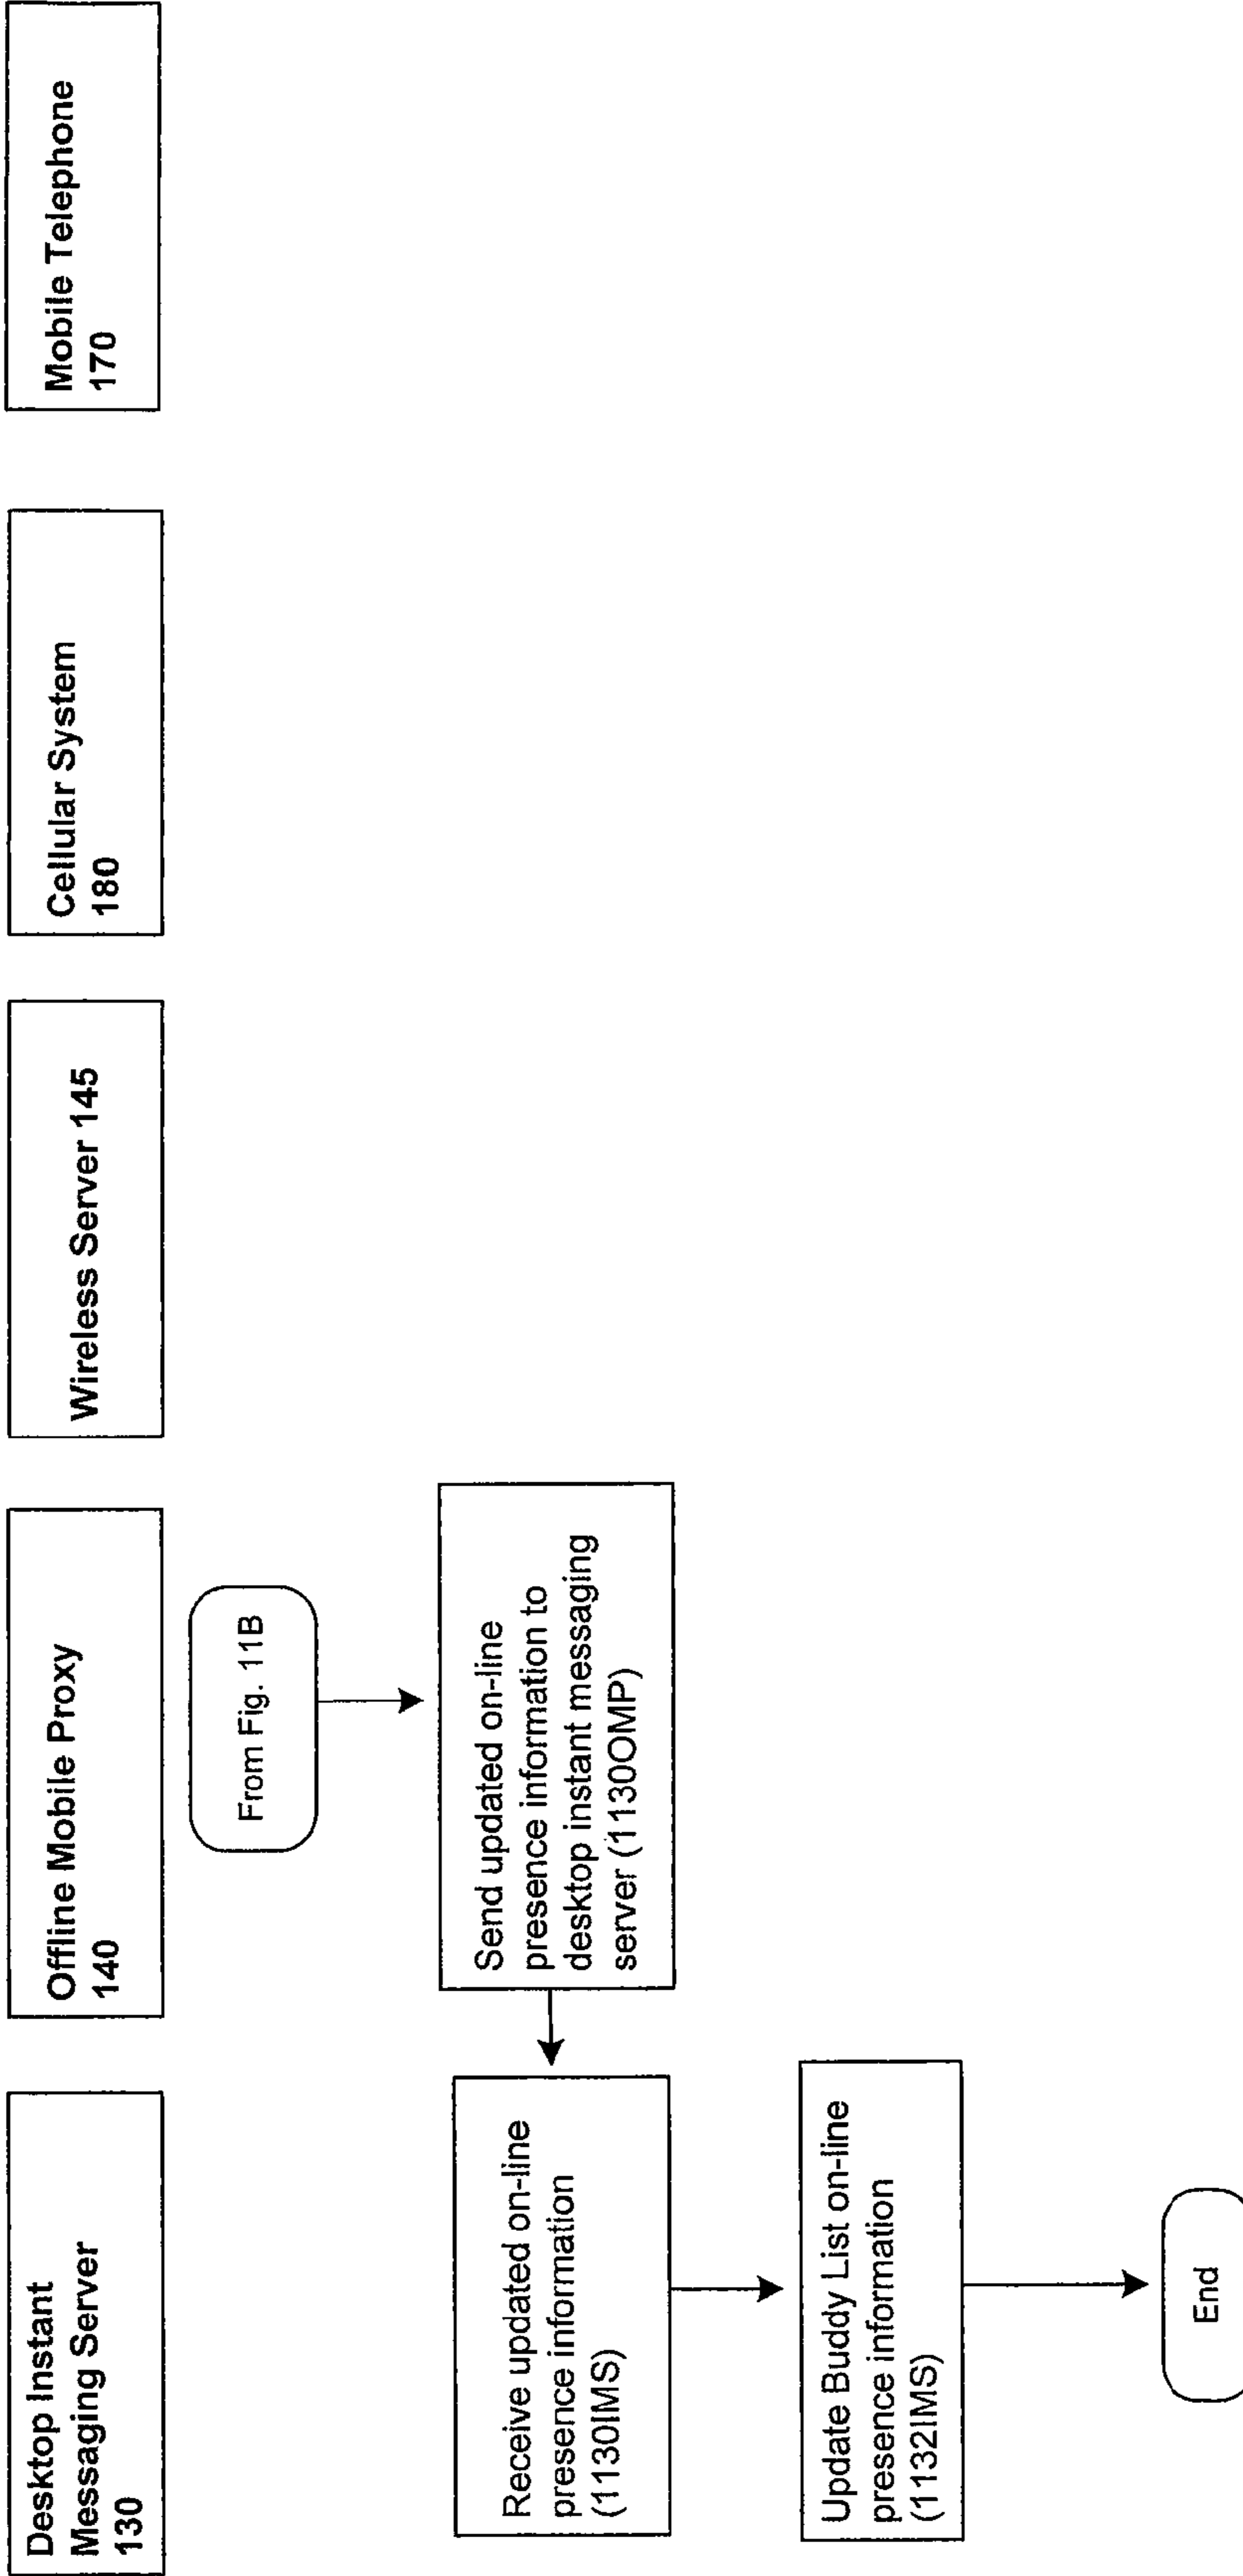 Desktop Instant
Messaging Server
130
Offline Mobile Proxy
140
Wireless Server 145
Cellular System
180
Mobile Telephone
170
From Fig. 11B
Send updated on-line
presence information to
desktop instant messaging
server (1130OMP)
Receive updated on-line
presence information
(1130IMS)
Update Buddy List on-line
presence information
(1132IMS)
End